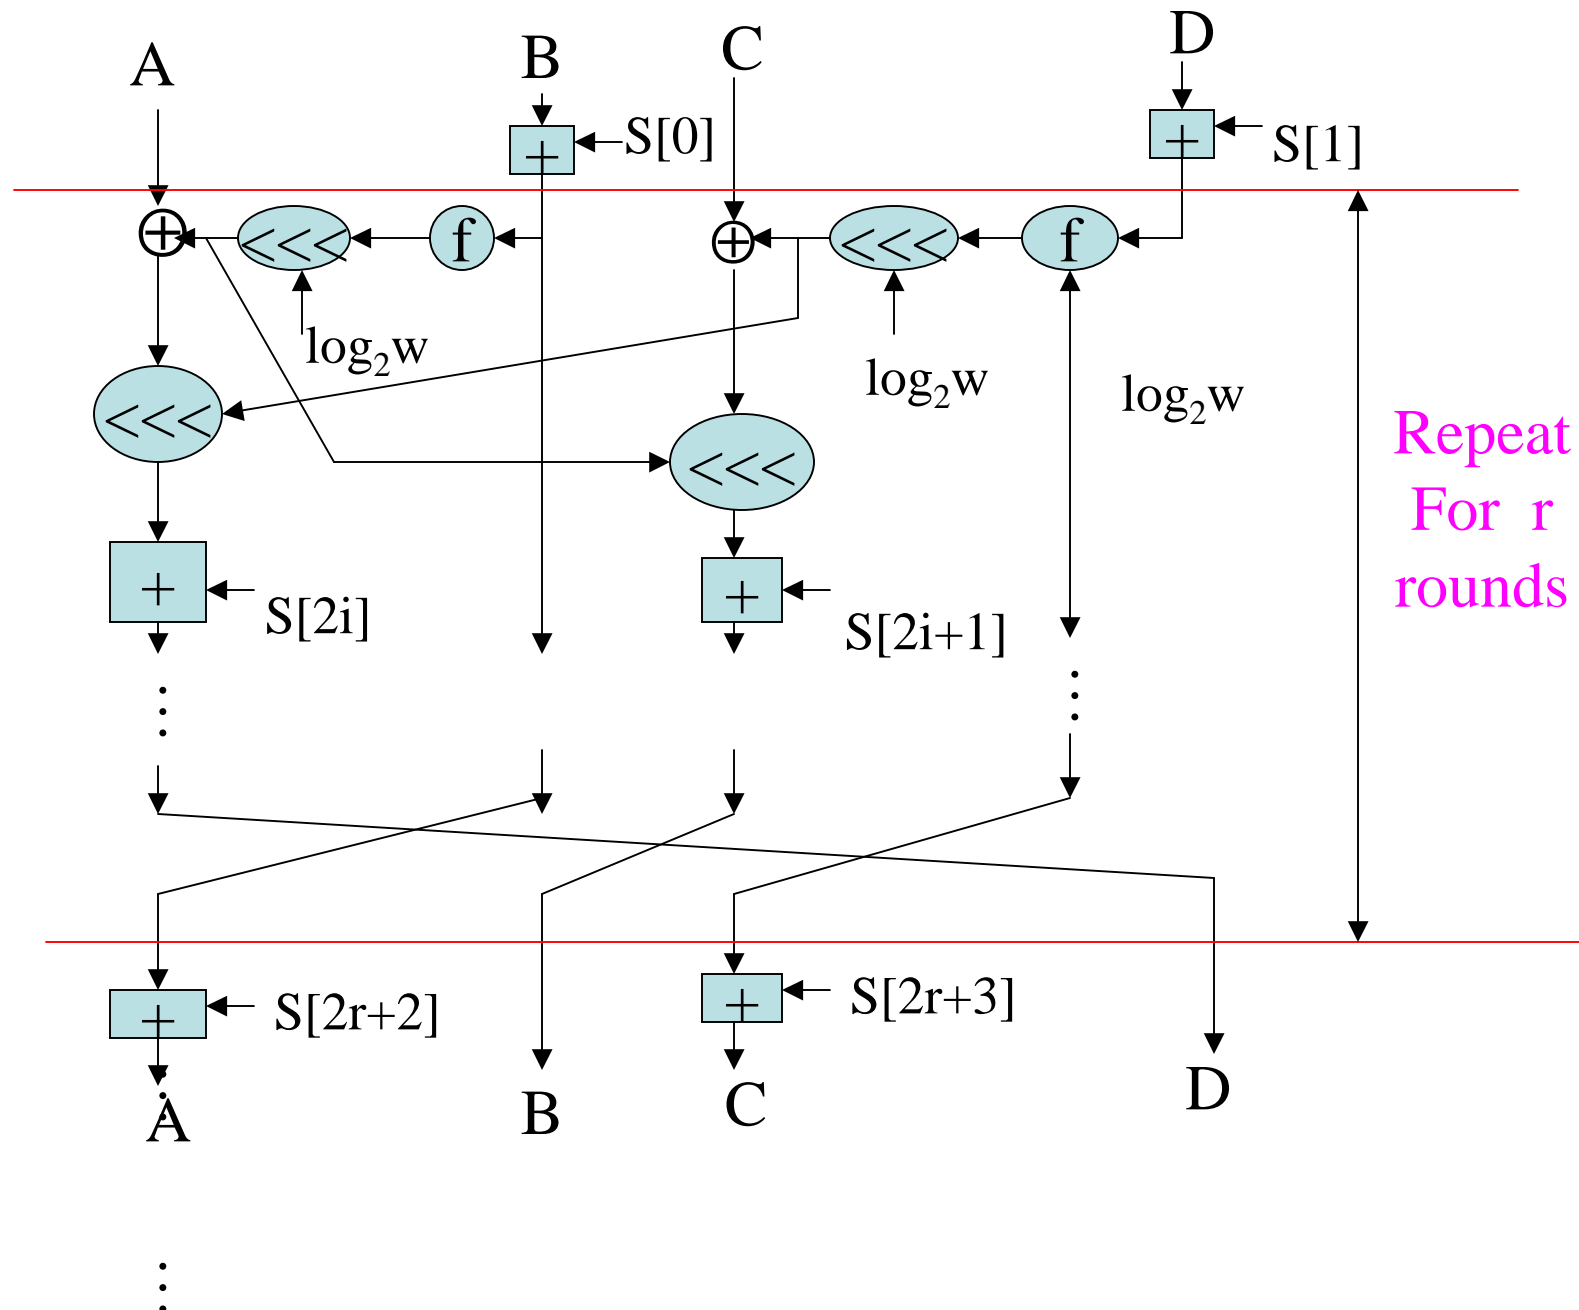 A
B
C
D
+
S[0]
+
S[1]
⊕
<<<
f
⊕
<<<
f
log₂w
log₂w
log₂w
<<<
<<<
Repeat
For r
rounds
+
S[2i]
+
S[2i+1]
+
S[2r+2]
+
S[2r+3]
A
B
C
D